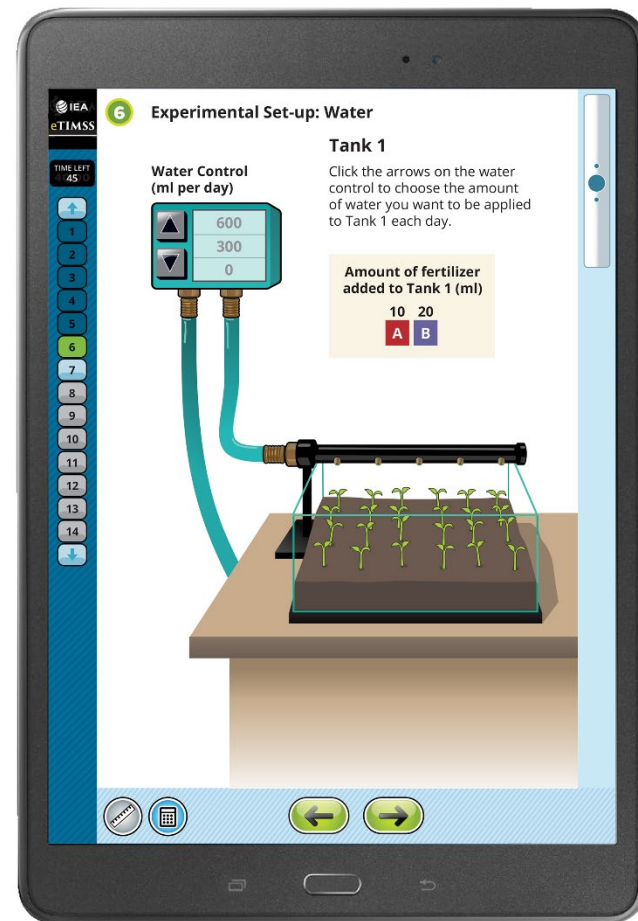 IEA
eTIMSS
TIME LEFT
45
1
2
3
4
5
6
7
8
9
10
11
12
13
14
6 Experimental Set-up: Water
Water Control
(ml per day)
600
300
0
Tank 1
Click the arrows on the water
control to choose the amount
of water you want to be applied
to Tank 1 each day.
Amount of fertilizer
added to Tank 1 (ml)
10 20
A B